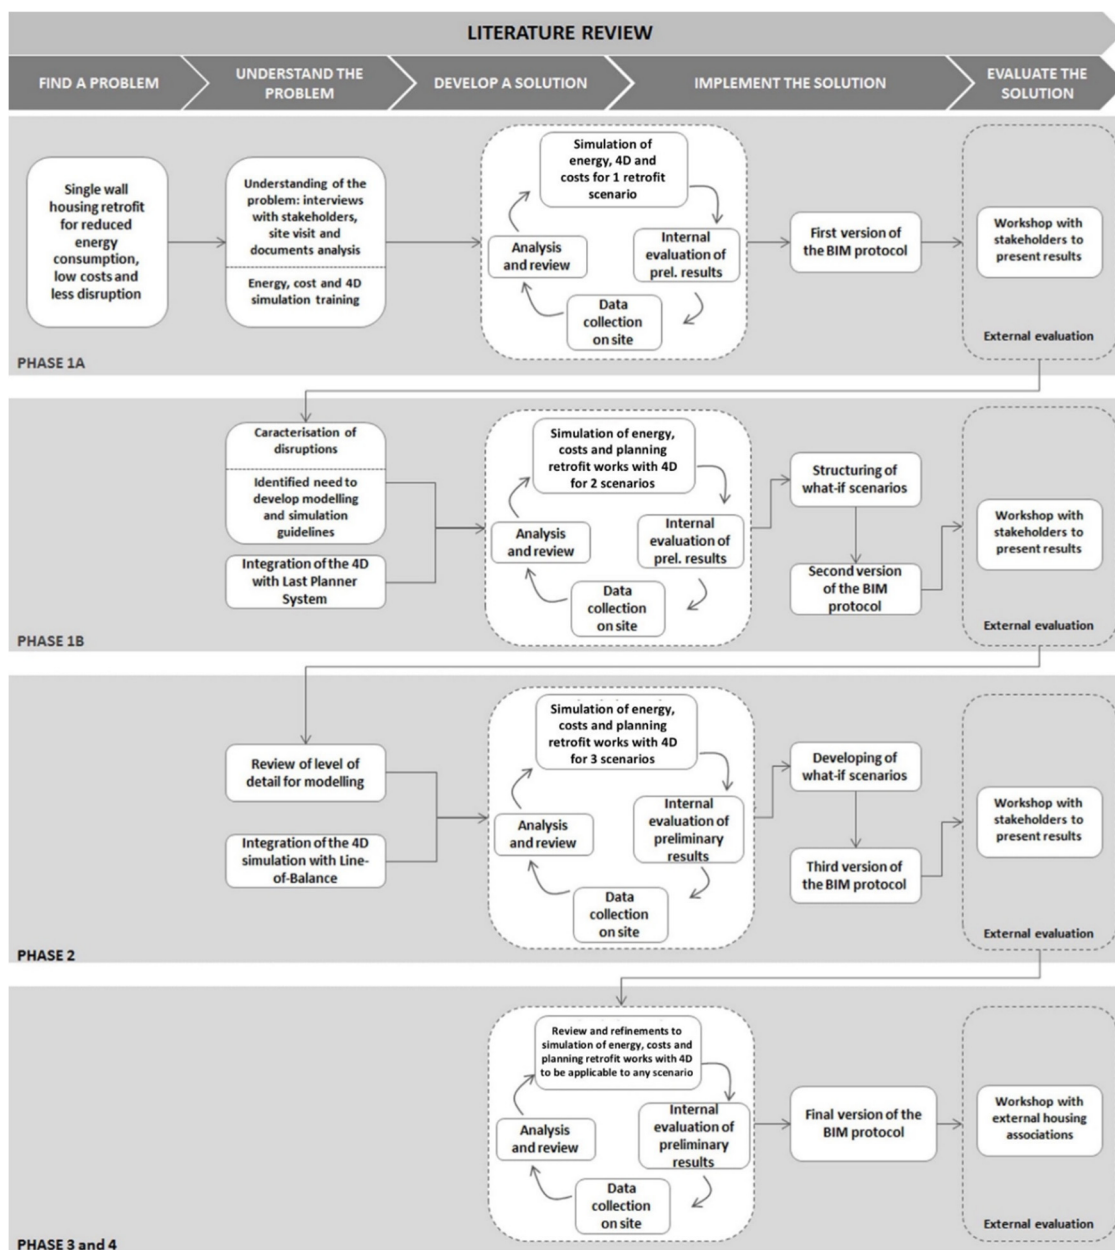 LITERATURE REVIEW
FIND A PROBLEM
UNDERSTAND THE
PROBLEM
DEVELOP A SOLUTION
IMPLEMENT THE SOLUTION
EVALUATE THE
SOLUTION
Single wall
housing retrofit
for reduced
energy
consumption,
low costs and
less disruption
Understanding of the
problem: interviews
with stakeholders,
site visit and
documents analysis
Energy, cost and 4D
simulation training
Simulation of
energy, 4D and
costs for 1 retrofit
scenario
Internal
evaluation of
prel. results
Data
collection
on site
Analysis
and review
First version of
the BIM protocol
Workshop with
stakeholders to
present results
External evaluation
PHASE 1A
Caracterisation of
disruptions
Identified need to
develop modelling
and simulation
guidelines
Integration of the 4D
with Last Planner
System
Simulation of energy,
costs and planning
retrofit works with 4D
for 2 scenarios
Internal
evaluation of
prel. results
Data
collection
on site
Analysis
and review
Structuring of
what-if scenarios
Second version
of the BIM
protocol
Workshop with
stakeholders to
present results
External evaluation
PHASE 1B
Review of level of
detail for modelling
Integration of the 4D
simulation with Line-
of-Balance
Simulation of energy,
costs and planning
retrofit works with 4D
for 3 scenarios
Internal
evaluation of
preliminary
results
Data
collection
on site
Analysis
and review
Developing of
what-if scenarios
Third version of
the BIM protocol
Workshop with
stakeholders to
present results
External evaluation
PHASE 2
Review and refinements to
simulation of energy, costs and
planning retrofit works with 4D
to be applicable to any scenario
Internal
evaluation of
preliminary
results
Data
collection
on site
Analysis
and review
Final version of the
BIM protocol
Workshop with
external housing
associations
External evaluation
PHASE 3 and 4